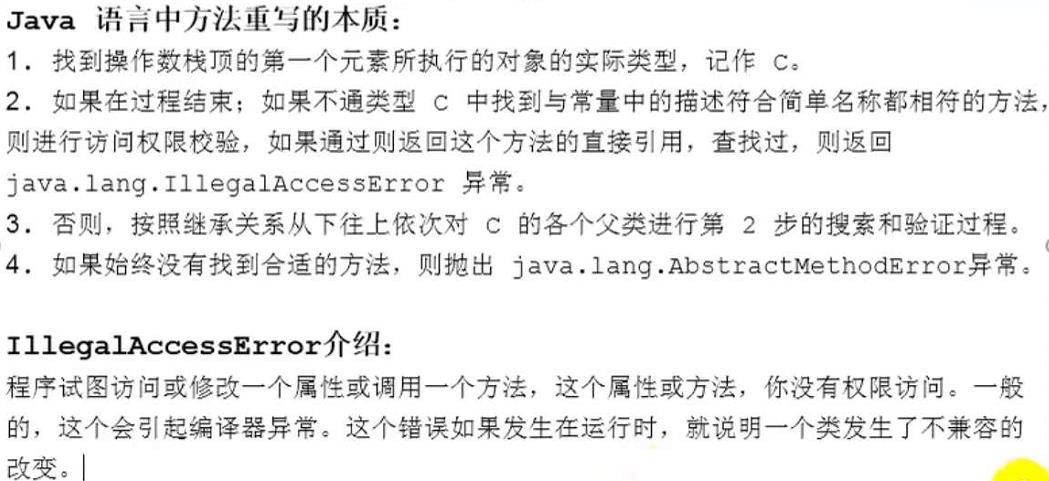 Java 语言中方法重写的本质：
1. 找到操作数栈顶的第一个元素所执行的对象的实际类型，记作 C。
2. 如果在过程结束；如果不通类型 C 中找到与常量中的描述符合简单名称都相符的方法，
则进行访问权限校验，如果通过则返回这个方法的直接引用，查找过，则返回
java.lang.IllegalAccessError 异常。
3. 否则，按照继承关系从下往上依次对 C 的各个父类进行第 2 步的搜索和验证过程。
4. 如果始终没有找到合适的方法，则抛出 java.lang.AbstractMethodError异常。
IllegalAccessError介绍：
程序试图访问或修改一个属性或调用一个方法，这个属性或方法，你没有权限访问。一般
的，这个会引起编译器异常。这个错误如果发生在运行时，就说明一个类发生了不兼容的
改变。